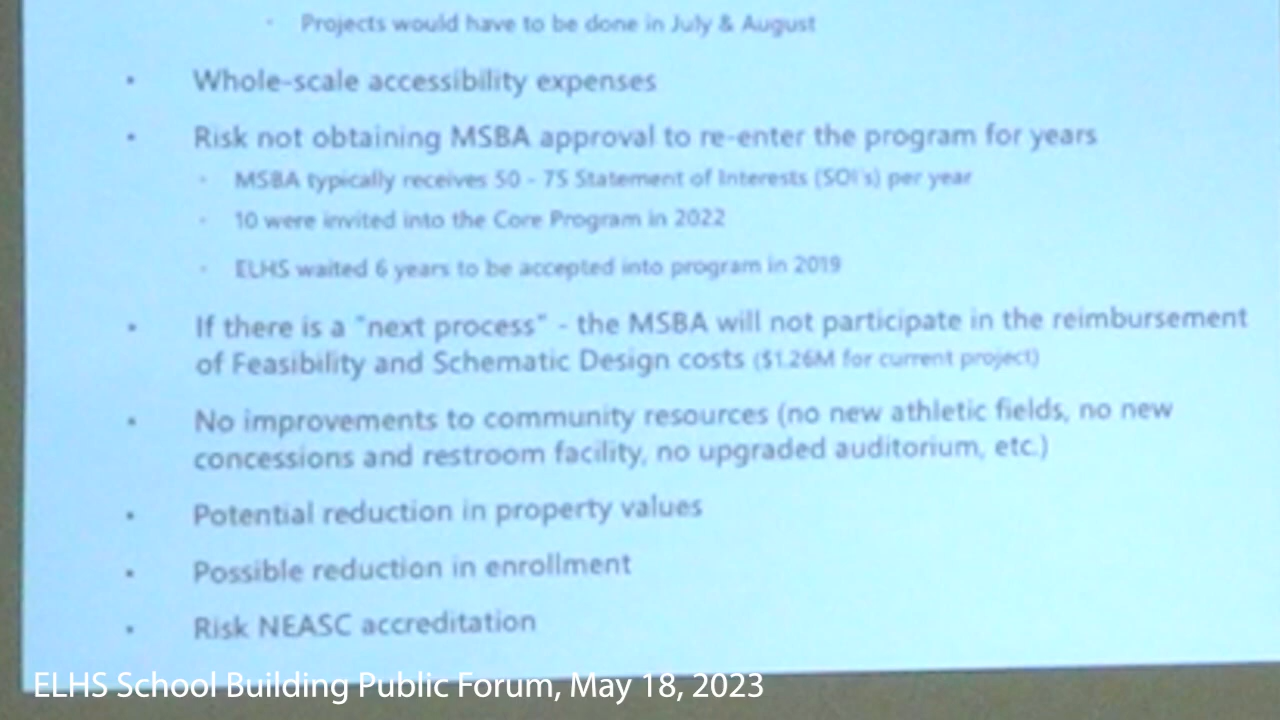 · Projects would have to be done in July & August
• Whole-scale accessibility expenses
• Risk not obtaining MSBA approval to re-enter the program for years
· MSBA typically receives 50 - 75 Statement of Interests (SOI's) per year
· 10 were invited into the Core Program in 2022
· ELHS waited 6 years to be accepted into program in 2019
• If there is a "next process" - the MSBA will not participate in the reimbursement
of Feasibility and Schematic Design costs ($1.26M for current project)
• No improvements to community resources (no new athletic fields, no new
concessions and restroom facility, no upgraded auditorium, etc.)
• Potential reduction in property values
• Possible reduction in enrollment
• Risk NEASC accreditation
ELHS School Building Public Forum, May 18, 2023